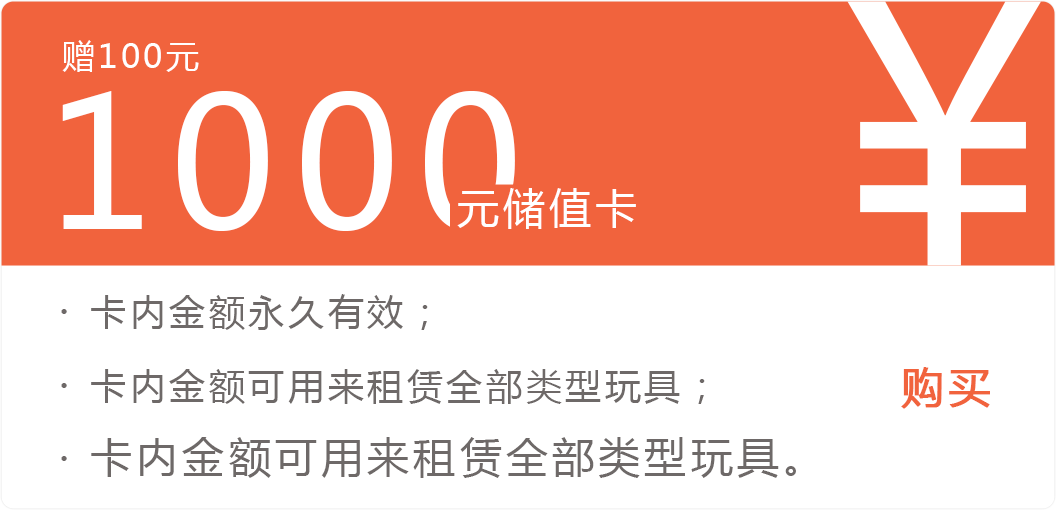 赠100元
1000元储值卡
¥
· 卡内金额永久有效；
· 卡内金额可用来租赁全部类型玩具；
购买
· 卡内金额可用来租赁全部类型玩具。